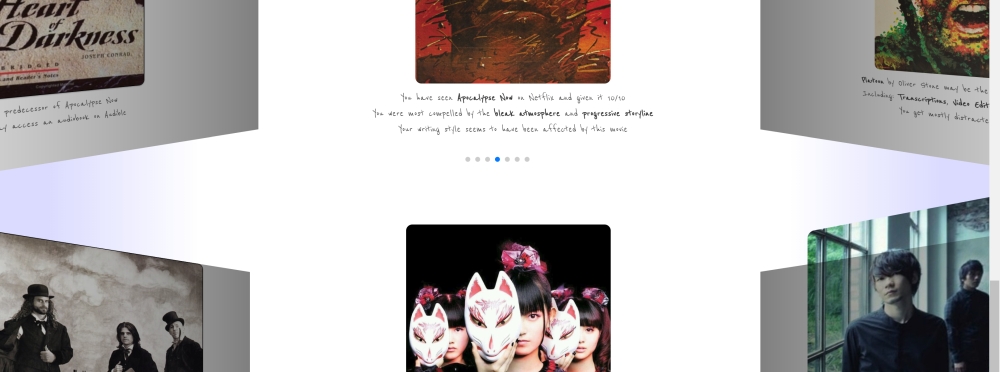 Heart
of
Darkness
JOSEPH CONRAD
and Reader's Notes
predecessor of Apocalypse Now
access an audiobook on Audible
You have seen Apocalypse Now on Netflix and given it 10/10
You were most compelled by the bleak atmosphere and progressive storyline
Your writing style seems to have been affected by this movie
Platoon by Oliver Stone may be the
Including: Transcriptions, Video Edit
You get mostly distracte